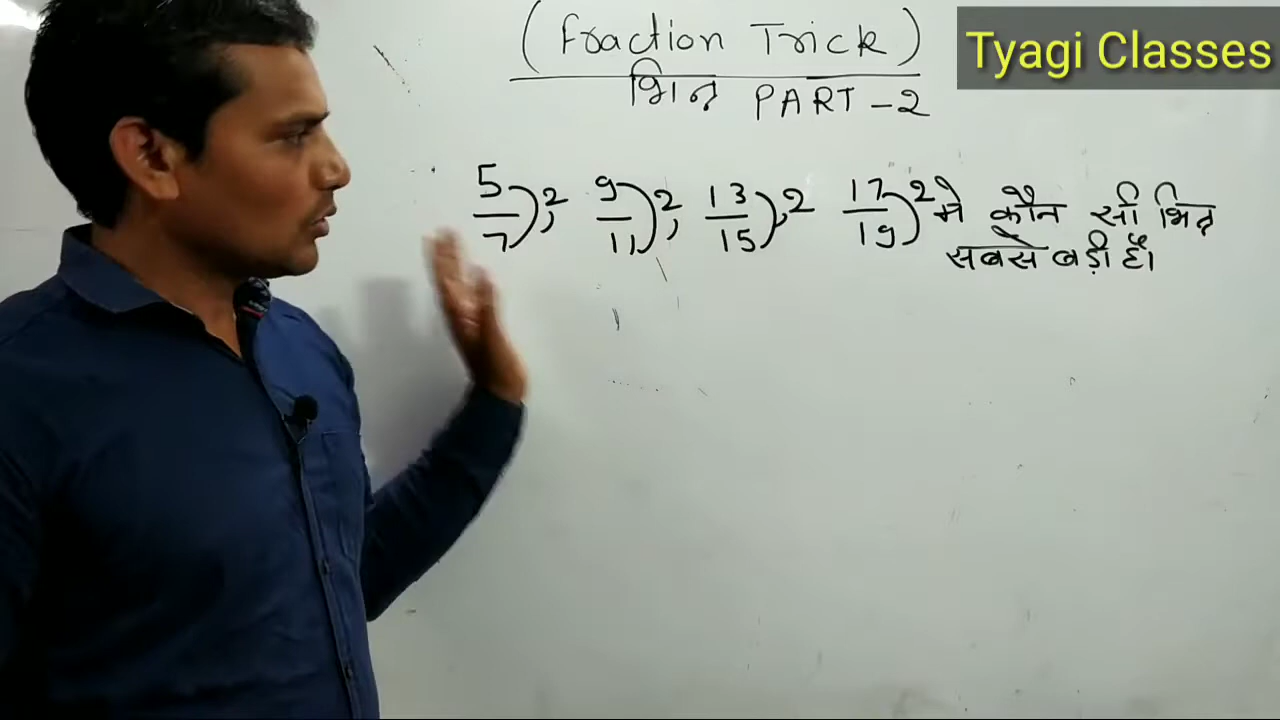 Tyagi Classes
(Fraction Trick)
भिन्न PART-2
5/7)2, 9/11)2, 13/15)2, 17/19)2 मे कौन सी भिन्न
सबसे बड़ी है।